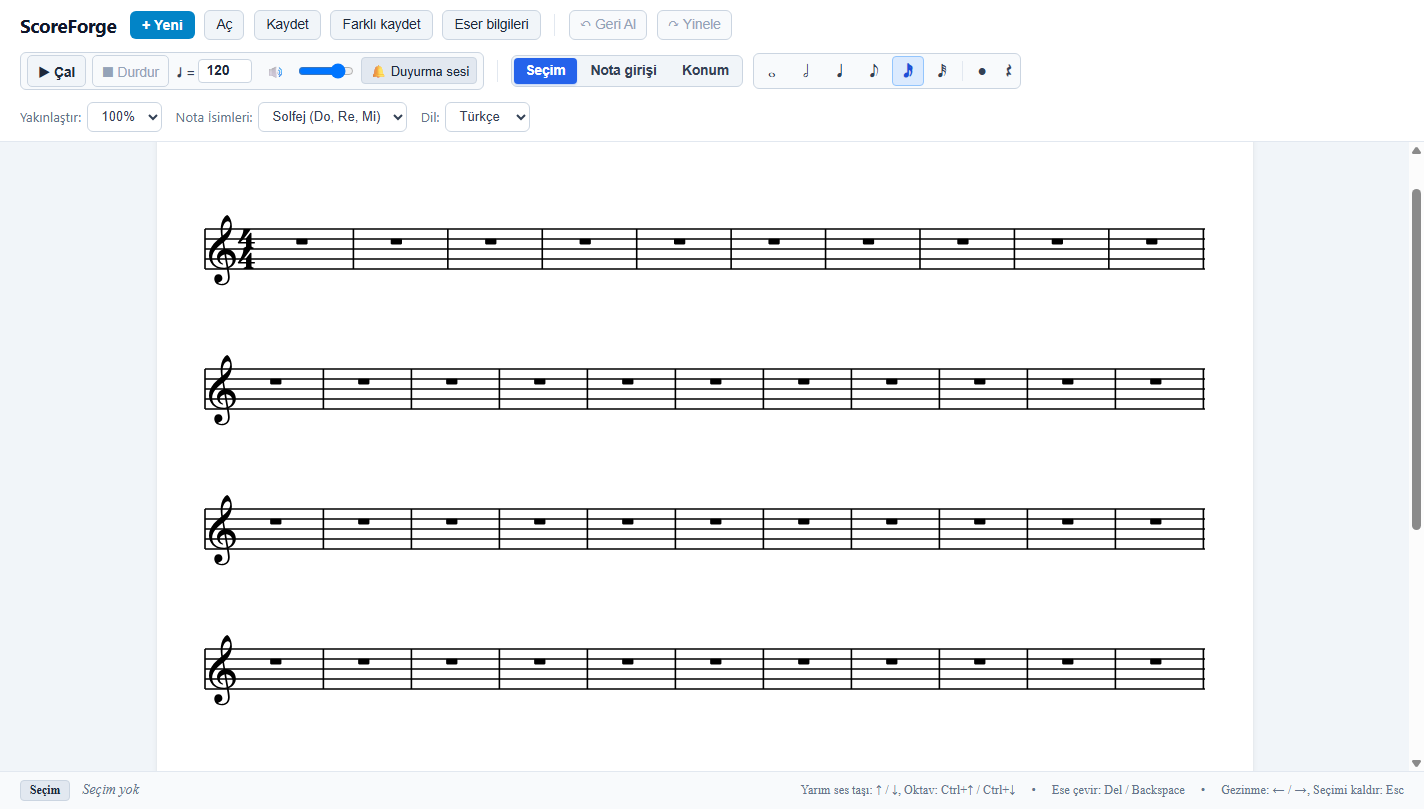 ScoreForge + Yeni Aç Kaydet Farklı kaydet Eser bilgileri ↶ Geri Al ↷ Yinele
▶ Çal ■ Durdur ♩ = 120 🔊 🔔 Duyurma sesi Seçim Nota girişi Konum
Yakınlaştır: 100% Nota İsimleri: Solfej (Do, Re, Mi) Dil: Türkçe
4
4
Seçim Seçim yok Yarım ses taşı: ↑ / ↓, Oktav: Ctrl+↑ / Ctrl+↓ • Ese çevir: Del / Backspace • Gezinme: ← / →, Seçimi kaldır: Esc